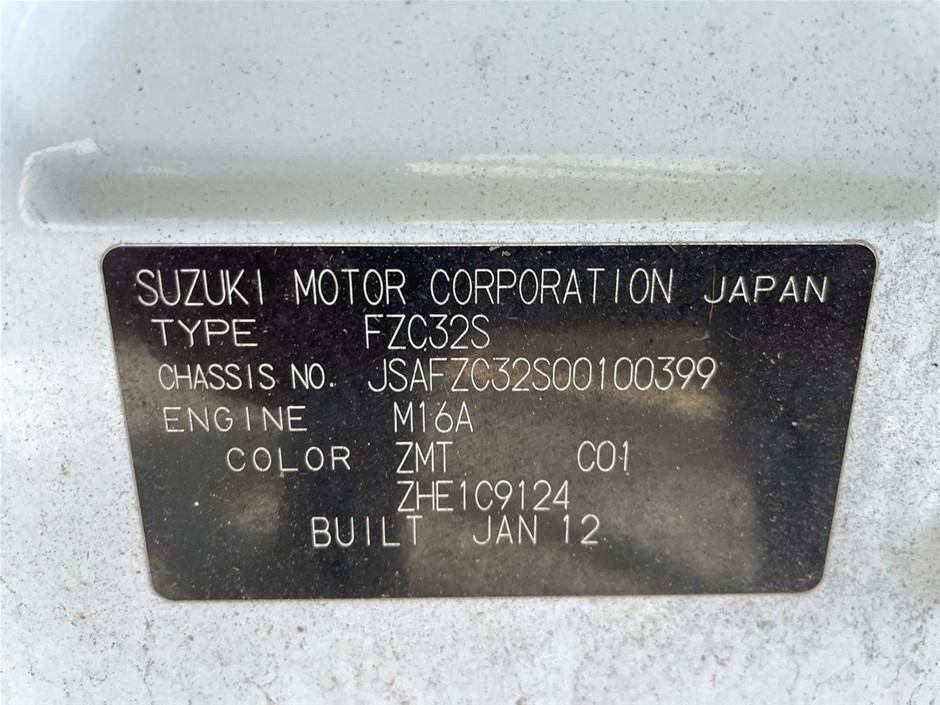 SUZUKI MOTOR CORPORATION JAPAN
TYPE FZC32S
CHASSIS NO. JSAFZC32S00100399
ENGINE M16A
COLOR ZMT C01
ZHE1C9124
BUILT JAN 12